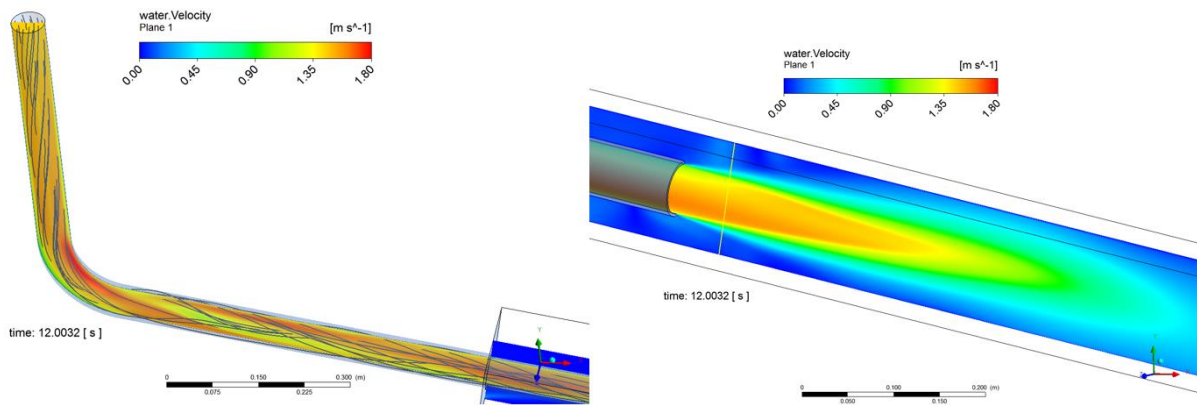 water.Velocity
Plane 1
[m s^-1]
0.00
0.45
0.90
1.35
1.80
time: 12.0032 [ s ]
0 0.150 0.300 (m)
0.075 0.225
Y
water.Velocity
Plane 1
[m s^-1]
0.00
0.45
0.90
1.35
1.80
time: 12.0032 [ s ]
0 0.100 0.200 (m)
0.050 0.150
Y